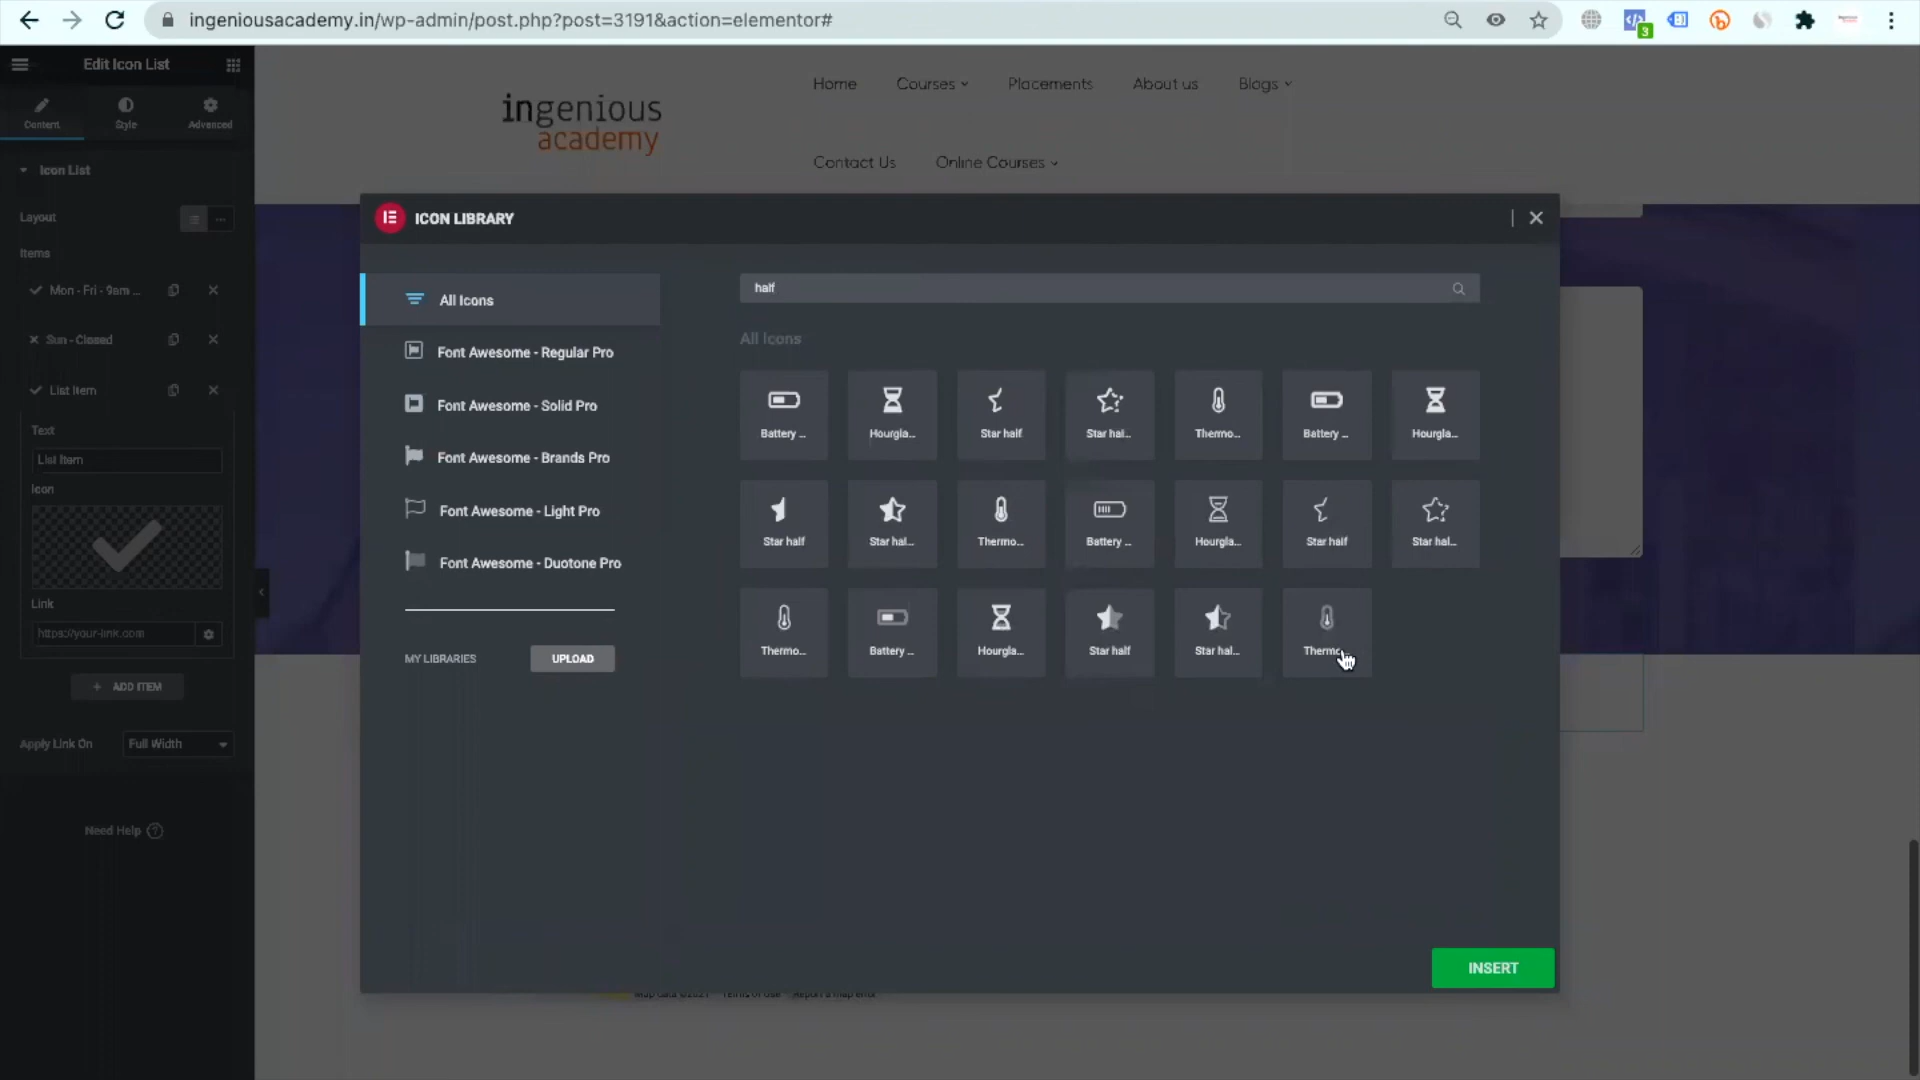 ingeniousacademy.in/wp-admin/post.php?post=3191&action=elementor#
3
Edit Icon List
Content
Style
Advanced
Icon List
Layout
Items
Mon - Fri - 9am ...
Sun - Closed
List Item
Text
List Item
Icon
Link
https://your-link.com
+ ADD ITEM
Apply Link On
Full Width
Need Help
ingenious
academy
Home
Courses
Placements
About us
Blogs
Contact Us
Online Courses
ICON LIBRARY
All Icons
Font Awesome - Regular Pro
Font Awesome - Solid Pro
Font Awesome - Brands Pro
Font Awesome - Light Pro
Font Awesome - Duotone Pro
MY LIBRARIES
UPLOAD
half
All Icons
Battery ...
Hourgla...
Star half
Star hal...
Thermo...
Battery ...
Hourgla...
Star half
Star hal...
Thermo...
Battery ...
Hourgla...
Star half
Star hal...
Thermo...
Battery ...
Hourgla...
Star half
Star hal...
Thermo...
INSERT